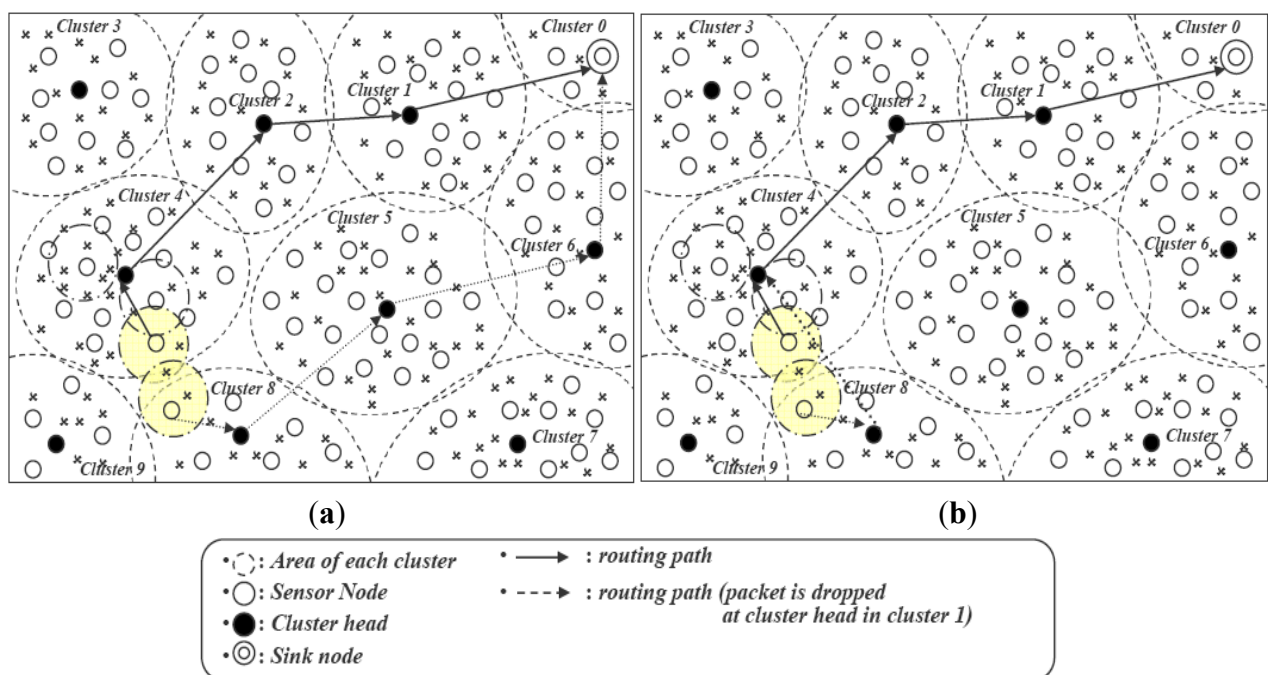 Cluster 3
Cluster 0
Cluster 1
Cluster 2
Cluster 4
Cluster 5
Cluster 6
Cluster 8
Cluster 7
Cluster 9
Cluster 3
Cluster 0
Cluster 1
Cluster 2
Cluster 4
Cluster 5
Cluster 6
Cluster 8
Cluster 7
Cluster 9
(a)
(b)
: Area of each cluster
: Sensor Node
: Cluster head
: Sink node
: routing path
: routing path (packet is dropped
at cluster head in cluster 1)